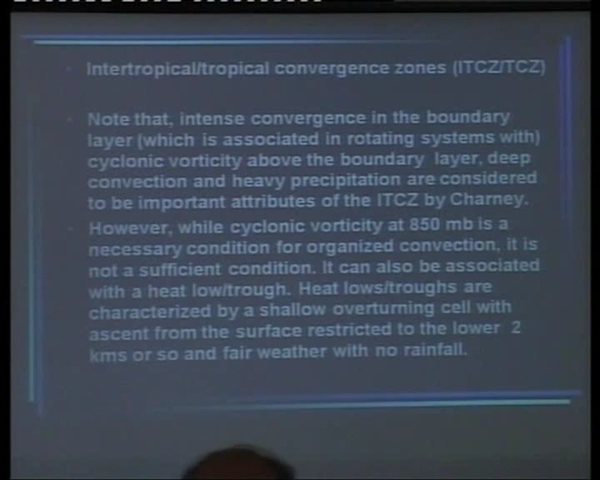 Intertropical/tropical convergence zones (ITCZ/TCZ)
Note that, intense convergence in the boundary
layer (which is associated in rotating systems with)
cyclonic vorticity above the boundary layer, deep
convection and heavy precipitation are considered
to be important attributes of the ITCZ by Charney.
However, while cyclonic vorticity at 850 mb is a
necessary condition for organized convection, it is
not a sufficient condition. It can also be associated
with a heat low/trough. Heat lows/troughs are
characterized by a shallow overturning cell with
ascent from the surface restricted to the lower 2
kms or so and fair weather with no rainfall.